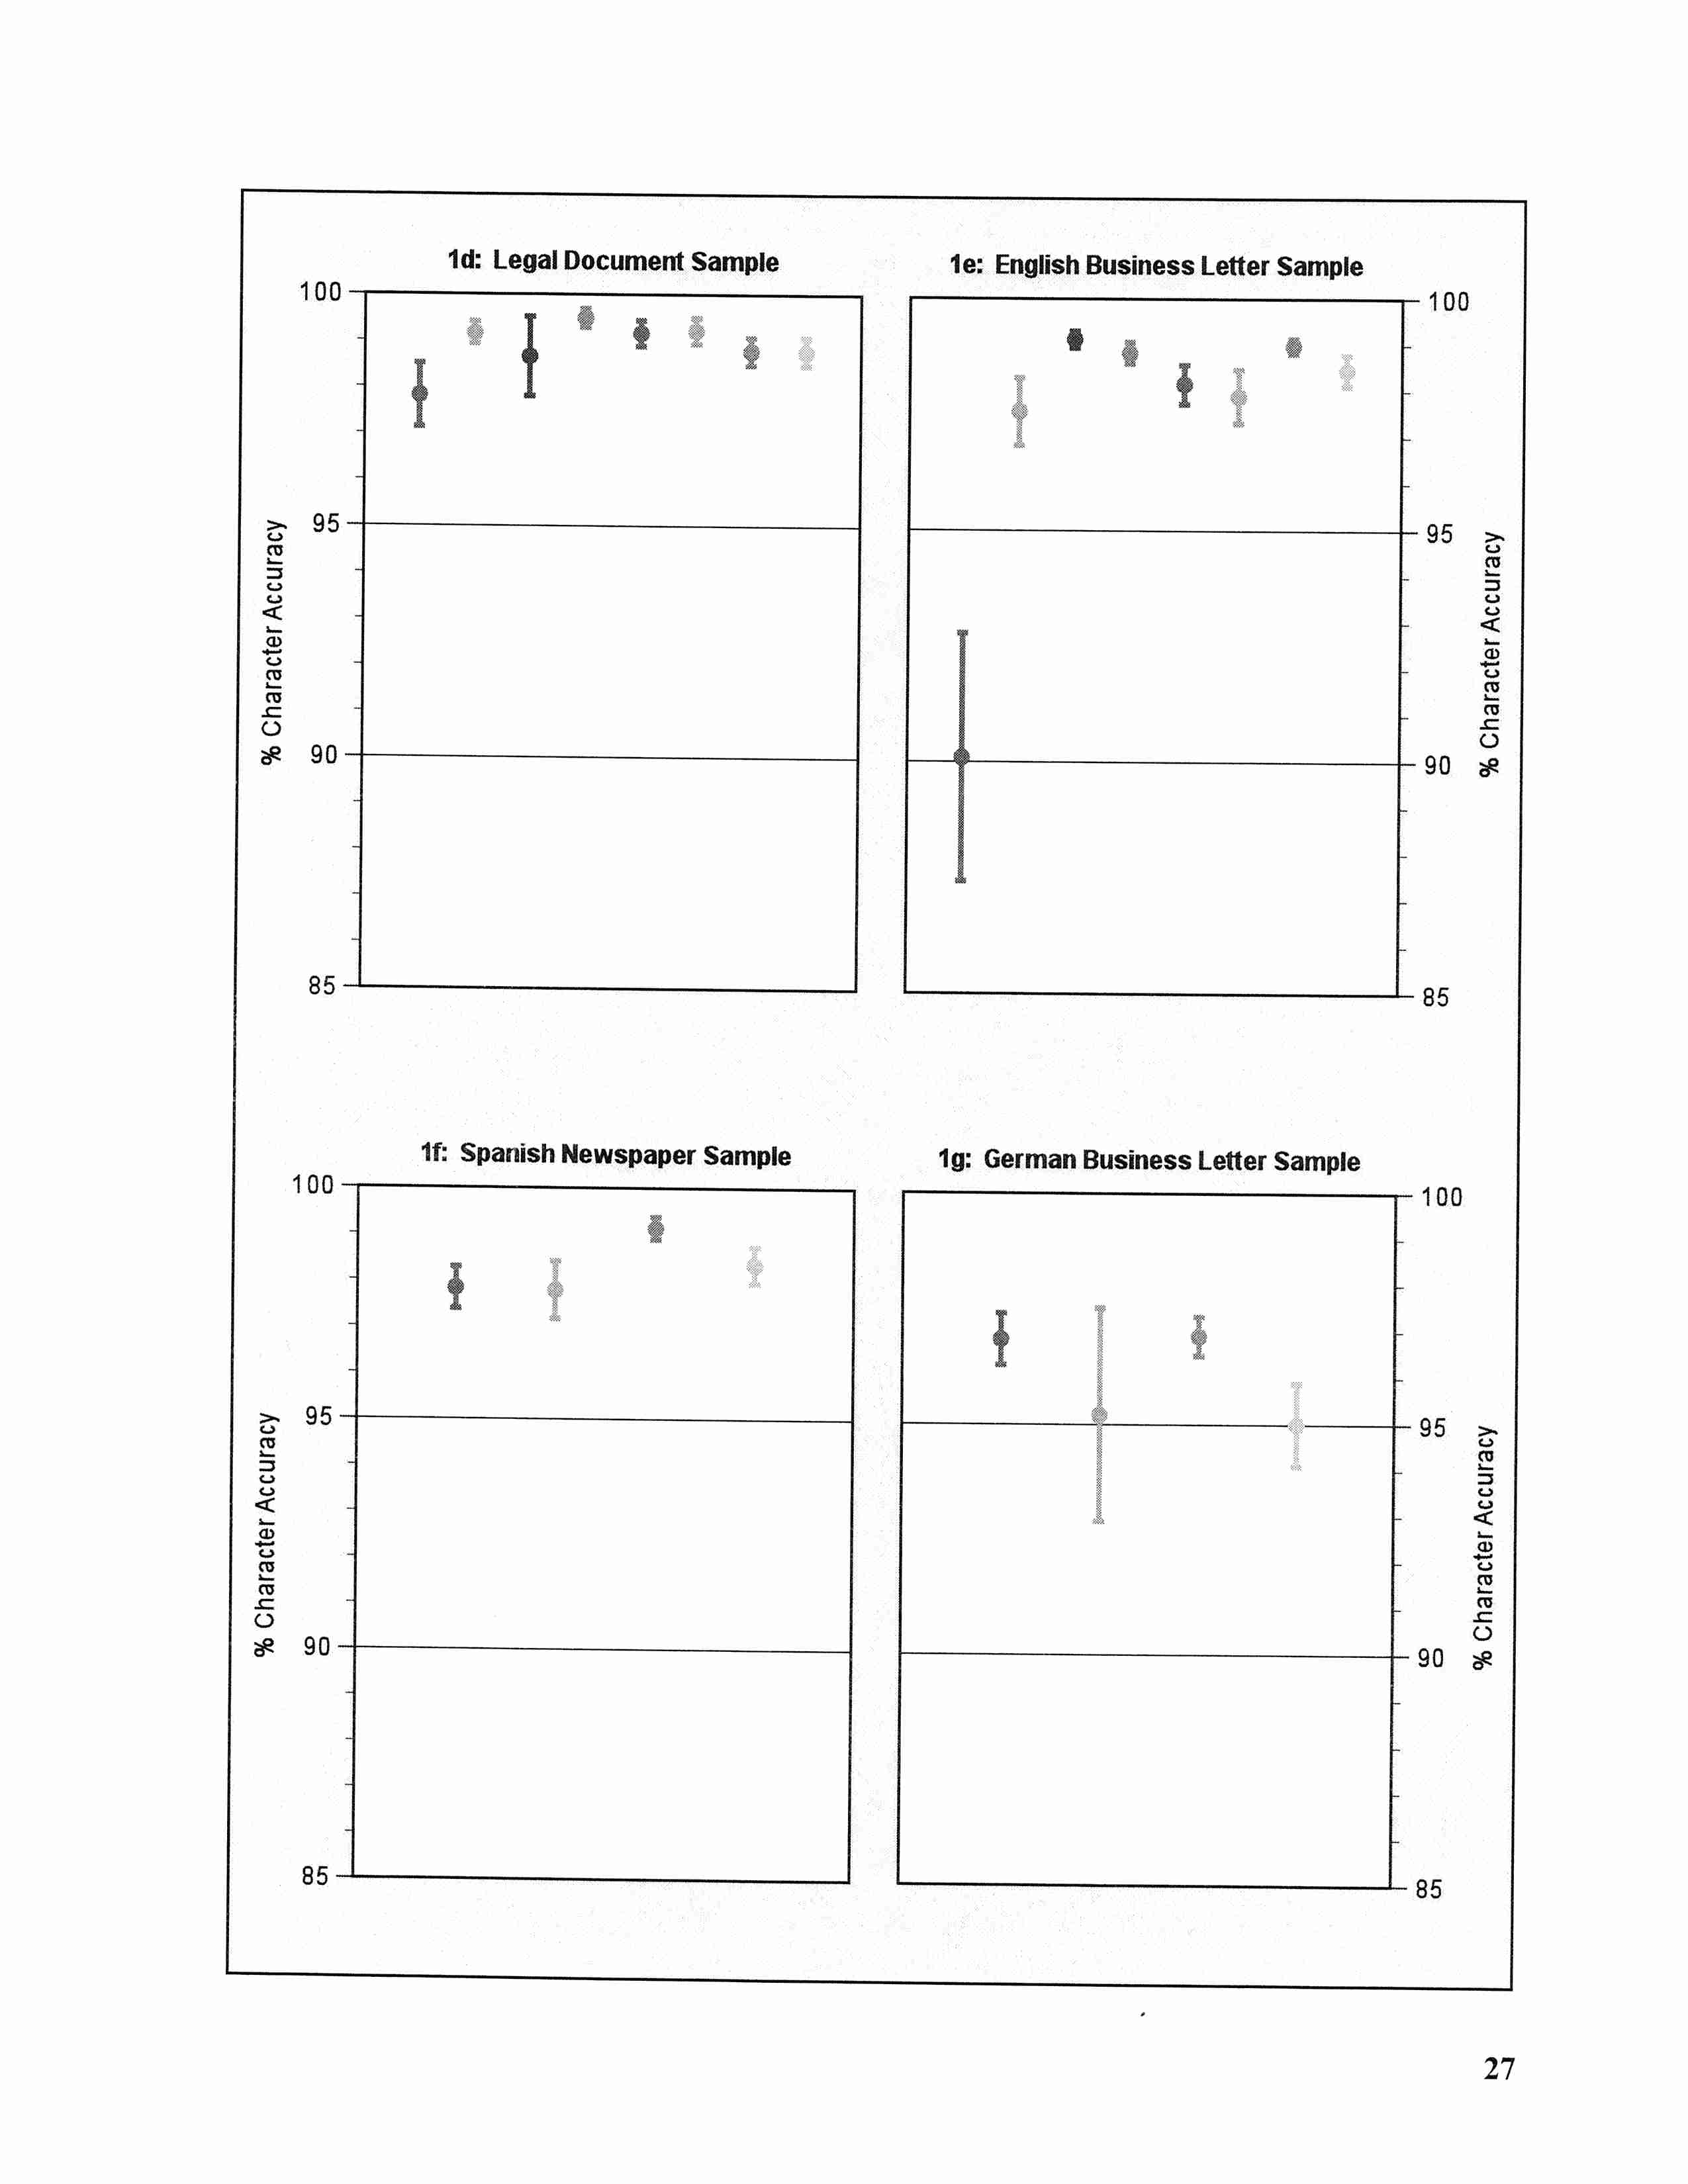 1d: Legal Document Sample
100
95
90
85
% Character Accuracy
1e: English Business Letter Sample
100
95
90
85
% Character Accuracy
1f: Spanish Newspaper Sample
100
95
90
85
% Character Accuracy
1g: German Business Letter Sample
100
95
90
85
% Character Accuracy
27